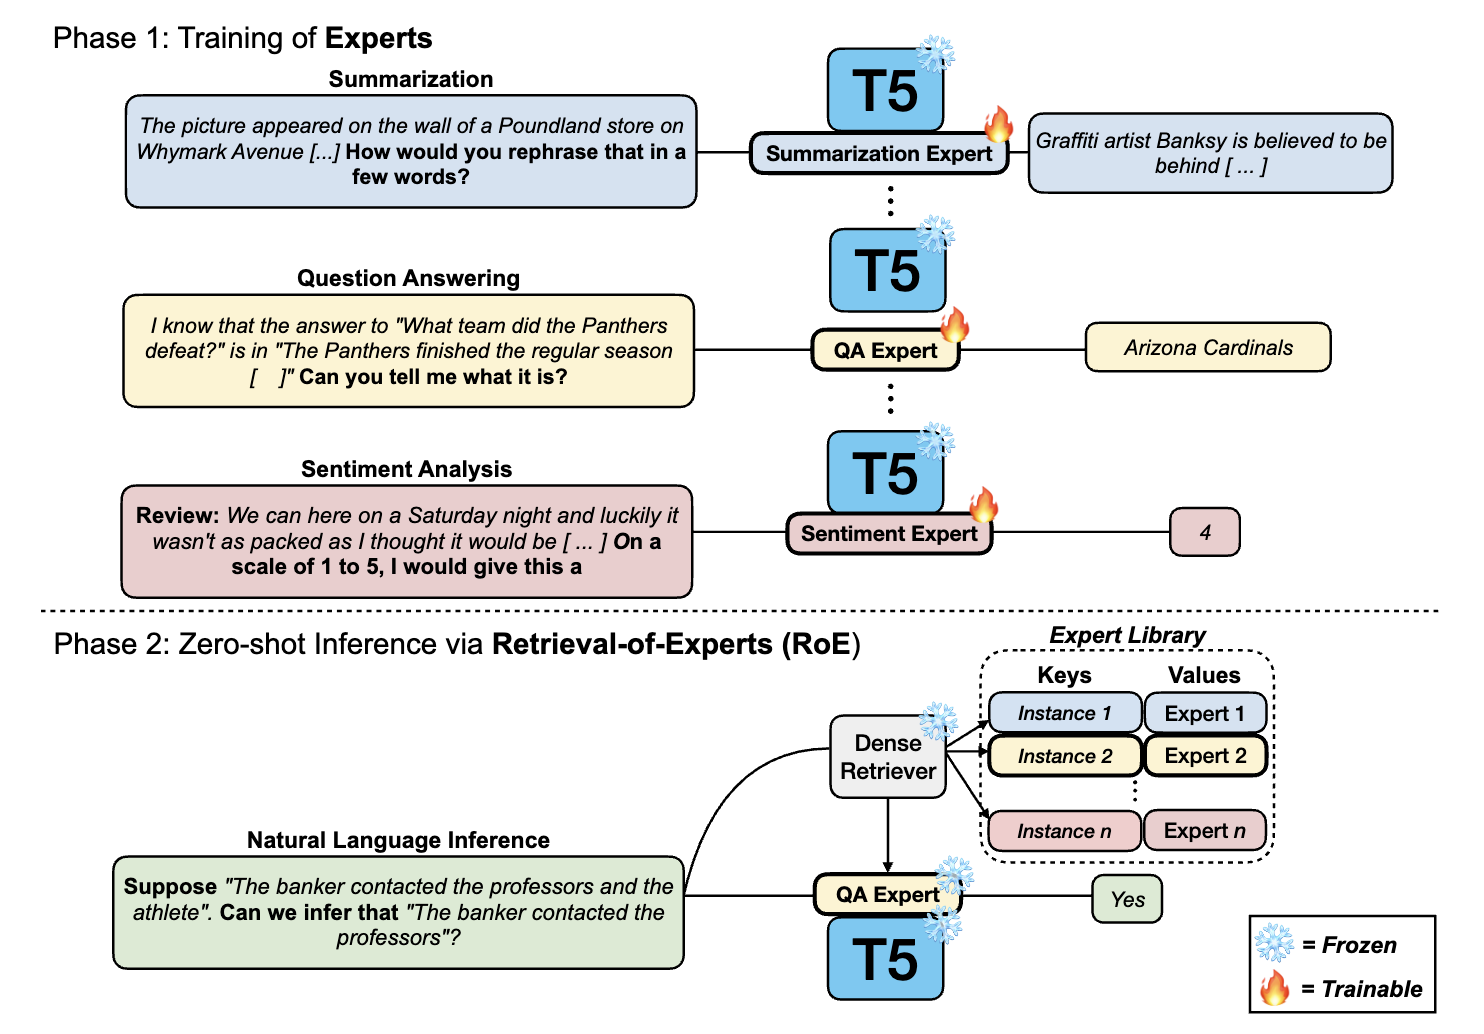 Phase 1: Training of Experts
Summarization
The picture appeared on the wall of a Poundland store on
Whymark Avenue [...] How would you rephrase that in a
few words?
T5
Summarization Expert
Graffiti artist Banksy is believed to be
behind [ ... ]
Question Answering
I know that the answer to "What team did the Panthers
defeat?" is in "The Panthers finished the regular season
[    ]" Can you tell me what it is?
T5
QA Expert
Arizona Cardinals
Sentiment Analysis
Review: We can here on a Saturday night and luckily it
wasn't as packed as I thought it would be [ ... ] On a
scale of 1 to 5, I would give this a
T5
Sentiment Expert
4
Phase 2: Zero-shot Inference via Retrieval-of-Experts (RoE)
Expert Library
Keys
Values
Instance 1
Expert 1
Instance 2
Expert 2
Instance n
Expert n
Dense
Retriever
Natural Language Inference
Suppose "The banker contacted the professors and the
athlete". Can we infer that "The banker contacted the
professors"?
QA Expert
T5
Yes
= Frozen
= Trainable